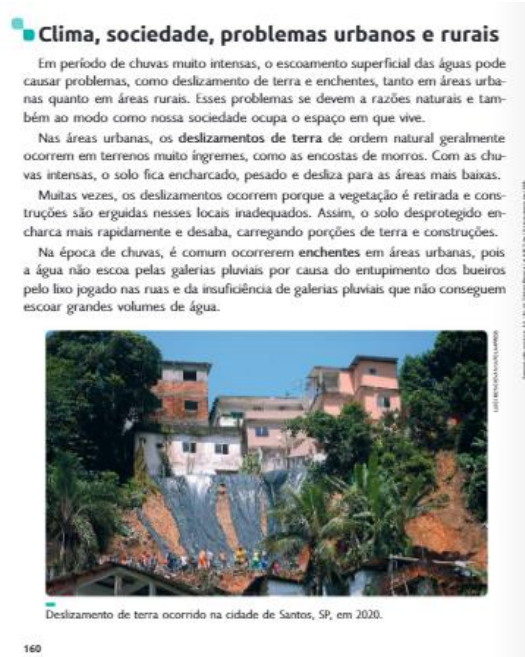 Clima, sociedade, problemas urbanos e rurais
Em período de chuvas muito intensas, o escoamento superficial das águas pode
causar problemas, como deslizamento de terra e enchentes, tanto em áreas urba-
nas quanto em áreas rurais. Esses problemas se devem a razões naturais e tam-
bém ao modo como nossa sociedade ocupa o espaço em que vive.
Nas áreas urbanas, os deslizamentos de terra de ordem natural geralmente
ocorrem em terrenos muito íngremes, como as encostas de morros. Com as chu-
vas intensas, o solo fica encharcado, pesado e desliza para as áreas mais baixas.
Muitas vezes, os deslizamentos ocorrem porque a vegetação é retirada e cons-
truções são erguidas nesses locais inadequados. Assim, o solo desprotegido en-
charca mais rapidamente e desaba, carregando porções de terra e construções.
Na época de chuvas, é comum ocorrerem enchentes em áreas urbanas, pois
a água não escoa pelas galerias pluviais por causa do entupimento dos bueiros
pelo lixo jogado nas ruas e da insuficiência de galerias pluviais que não conseguem
escoar grandes volumes de água.
Deslizamento de terra ocorrido na cidade de Santos, SP, em 2020.
160